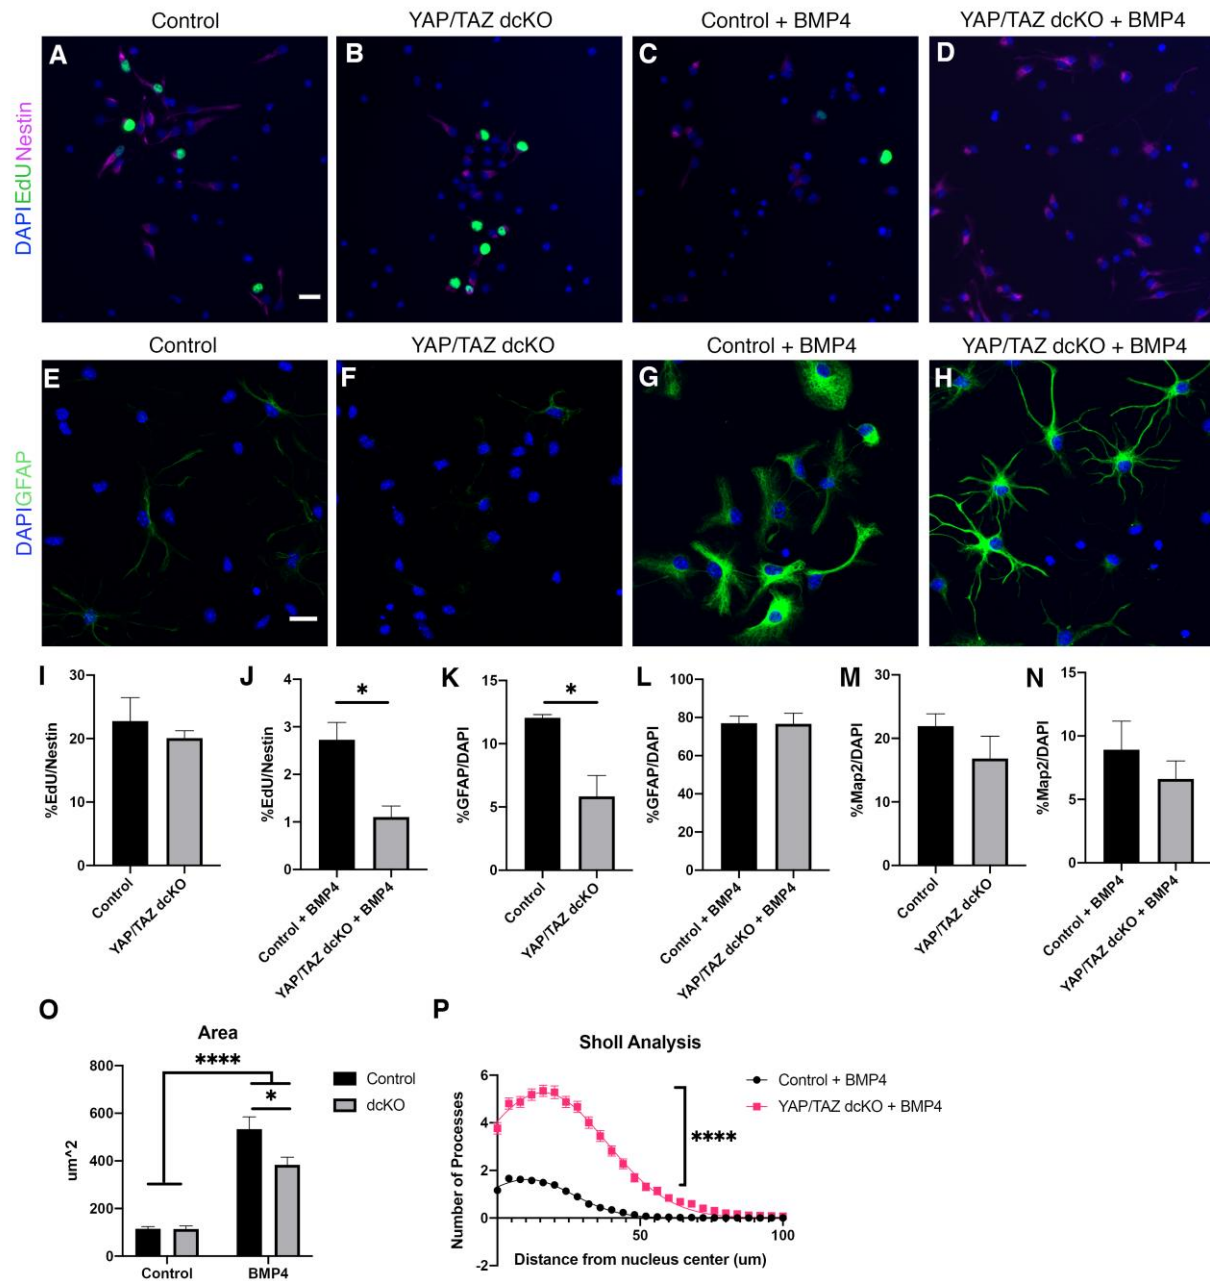 Control
YAP/TAZ dcKO
Control + BMP4
YAP/TAZ dcKO + BMP4
DAPI EdU Nestin
A
B
C
D
Control
YAP/TAZ dcKO
Control + BMP4
YAP/TAZ dcKO + BMP4
DAPI GFAP
E
F
G
H
I
30
20
10
0
%EdU/Nestin
Control
YAP/TAZ dcKO
J
4
3
2
1
0
%EdU/Nestin
*
Control + BMP4
YAP/TAZ dcKO + BMP4
K
15
10
5
0
%GFAP/DAPI
*
Control
YAP/TAZ dcKO
L
100
80
60
40
20
0
%GFAP/DAPI
Control + BMP4
YAP/TAZ dcKO + BMP4
M
30
20
10
0
%Map2/DAPI
Control
YAP/TAZ dcKO
N
15
10
5
0
%Map2/DAPI
Control + BMP4
YAP/TAZ dcKO + BMP4
O
Area
800
600
400
200
0
um^2
****
*
Control
BMP4
Control
dcKO
P
Sholl Analysis
6
4
2
0
-2
Number of Processes
50
100
Distance from nucleus center (um)
****
Control + BMP4
YAP/TAZ dcKO + BMP4